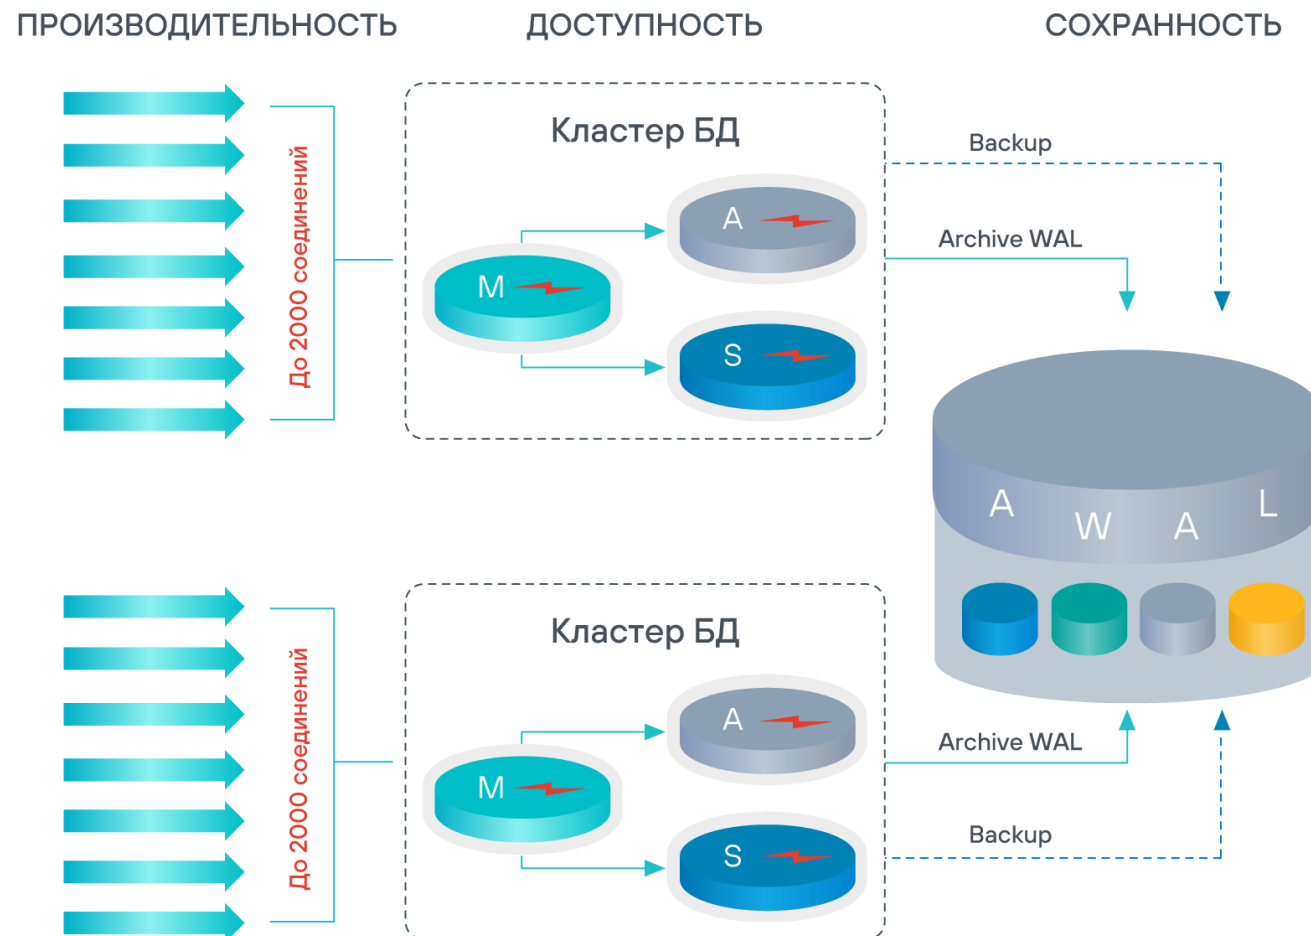 ПРОИЗВОДИТЕЛЬНОСТЬ
ДОСТУПНОСТЬ
СОХРАННОСТЬ
До 2000 соединений
Кластер БД
M
A
S
Backup
Archive WAL
A W A L
До 2000 соединений
Кластер БД
M
A
S
Archive WAL
Backup